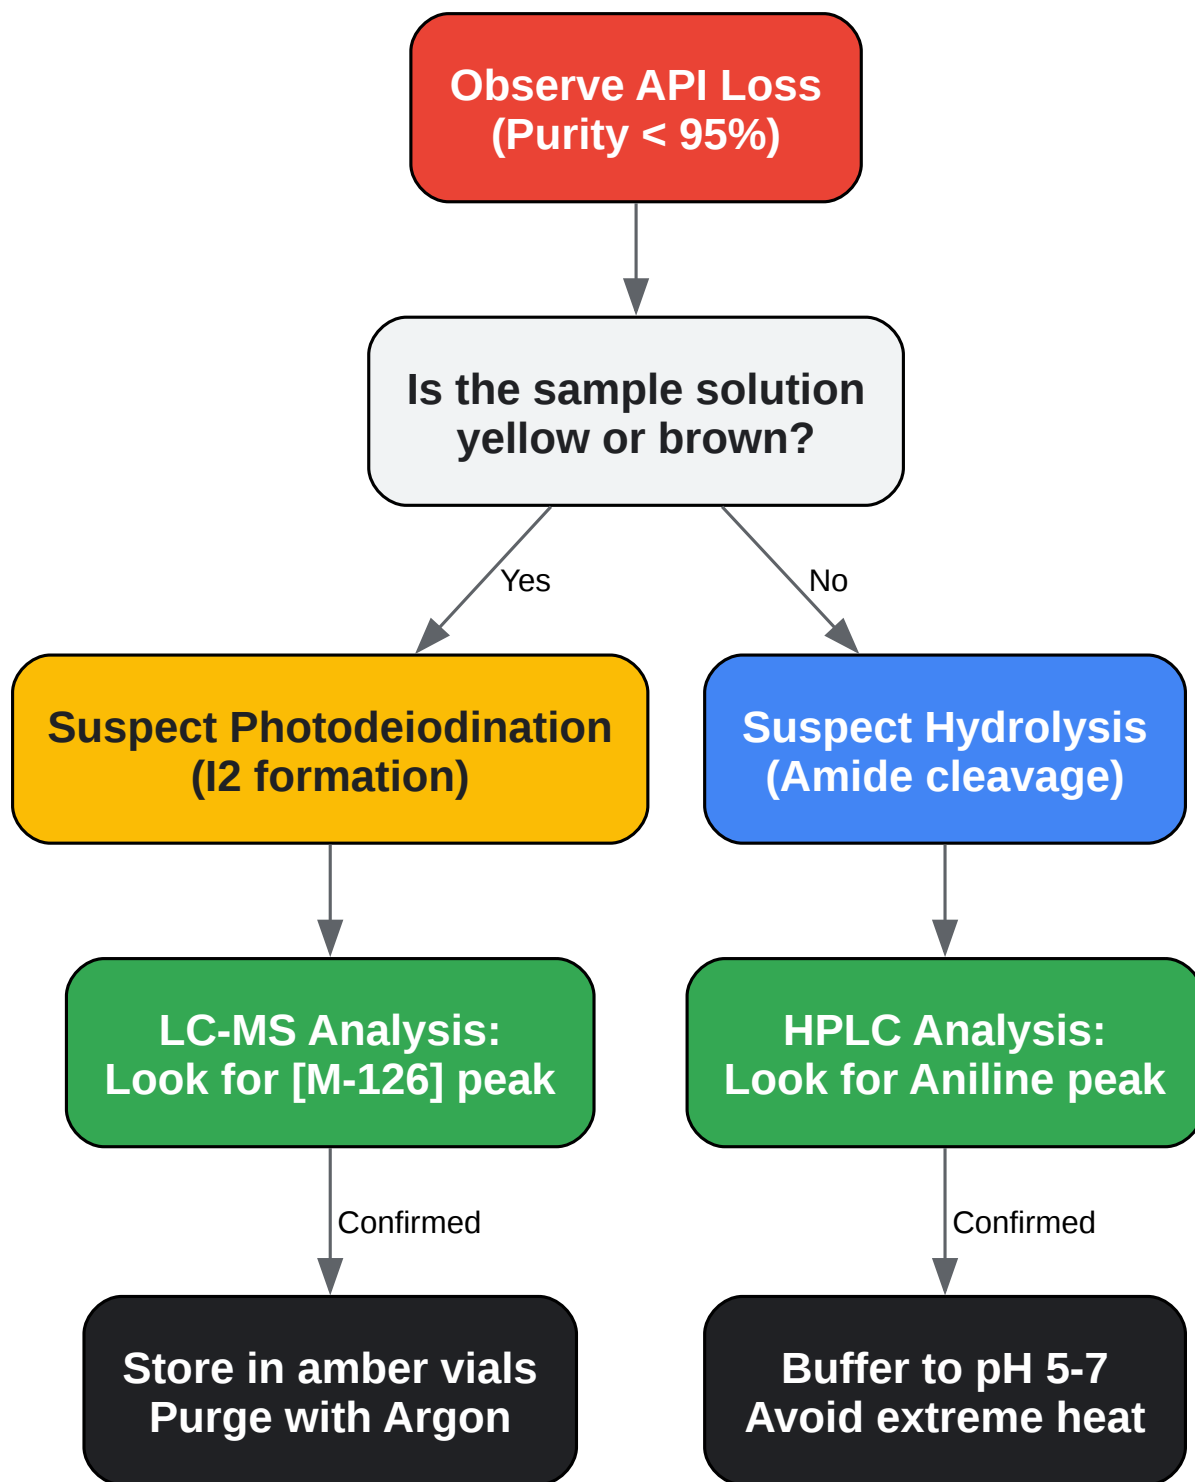 Observe API Loss
(Purity < 95%)
Is the sample solution
yellow or brown?
Yes
No
Suspect Photodeiodination
(I2 formation)
Suspect Hydrolysis
(Amide cleavage)
LC-MS Analysis:
Look for [M-126] peak
HPLC Analysis:
Look for Aniline peak
Confirmed
Confirmed
Store in amber vials
Purge with Argon
Buffer to pH 5-7
Avoid extreme heat